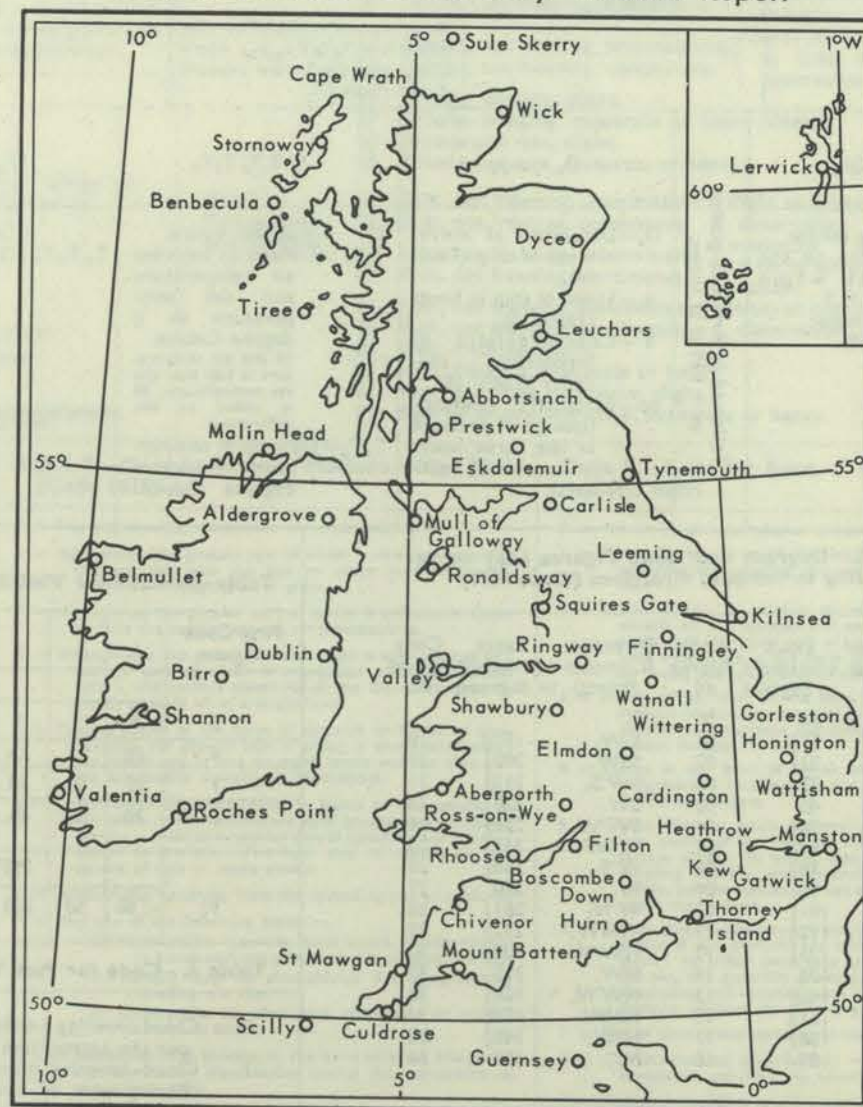 10°
5°
Sule Skerry
1°W
Cape Wrath
Wick
Stornoway
Lerwick
60°
Benbecula
Dyce
Tiree
Leuchars
0°
Abbotsinch
Prestwick
Malin Head
55°
Eskdalemuir
Tynemouth
55°
Carlisle
Aldergrove
Mull of
Galloway
Leeming
Belmullet
Ronaldsway
Squires Gate
Kilnsea
Ringway
Finningley
Dublin
Birr
Valley
Watnall
Shannon
Shawbury
Wittering
Gorleston
Elmdon
Honington
Valentia
Aberporth
Cardington
Wattisham
Roches Point
Ross-on-Wye
Heathrow
Manston
Rhoose
Filton
Kew
Boscombe
Down
Gatwick
Chivenor
Hurn
Thorney
Island
St Mawgan
Mount Batten
50°
50°
Scilly
Culdrose
Guernsey
10°
5°
0°